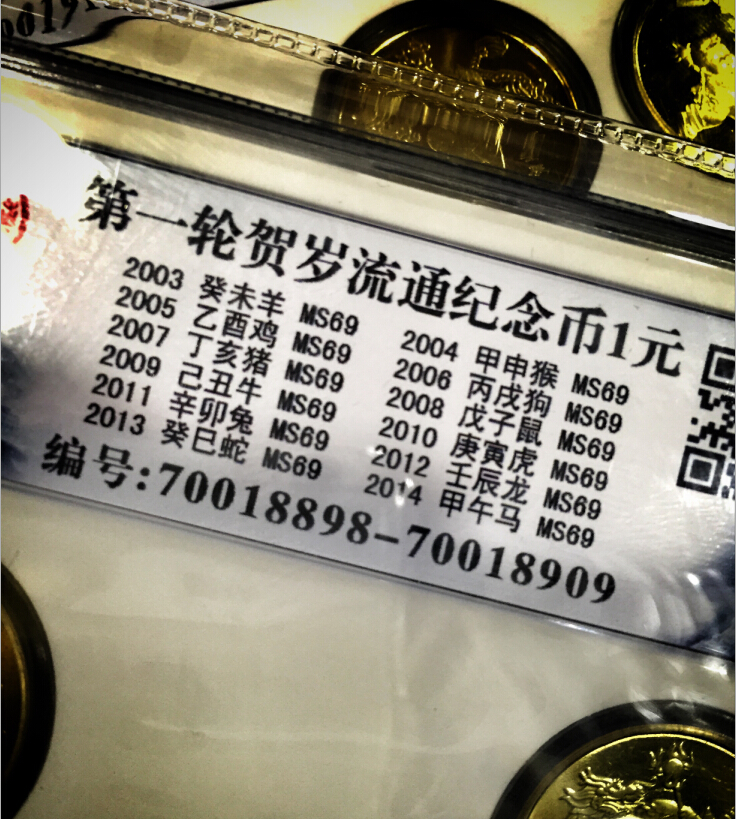 第一轮贺岁流通纪念币1元
2003 癸未羊 MS69 2004 甲申猴 MS69
2005 乙酉鸡 MS69 2006 丙戌狗 MS69
2007 丁亥猪 MS69 2008 戊子鼠 MS69
2009 己丑牛 MS69 2010 庚寅虎 MS69
2011 辛卯兔 MS69 2012 壬辰龙 MS69
2013 癸巳蛇 MS69 2014 甲午马 MS69
编号:70018898-70018909